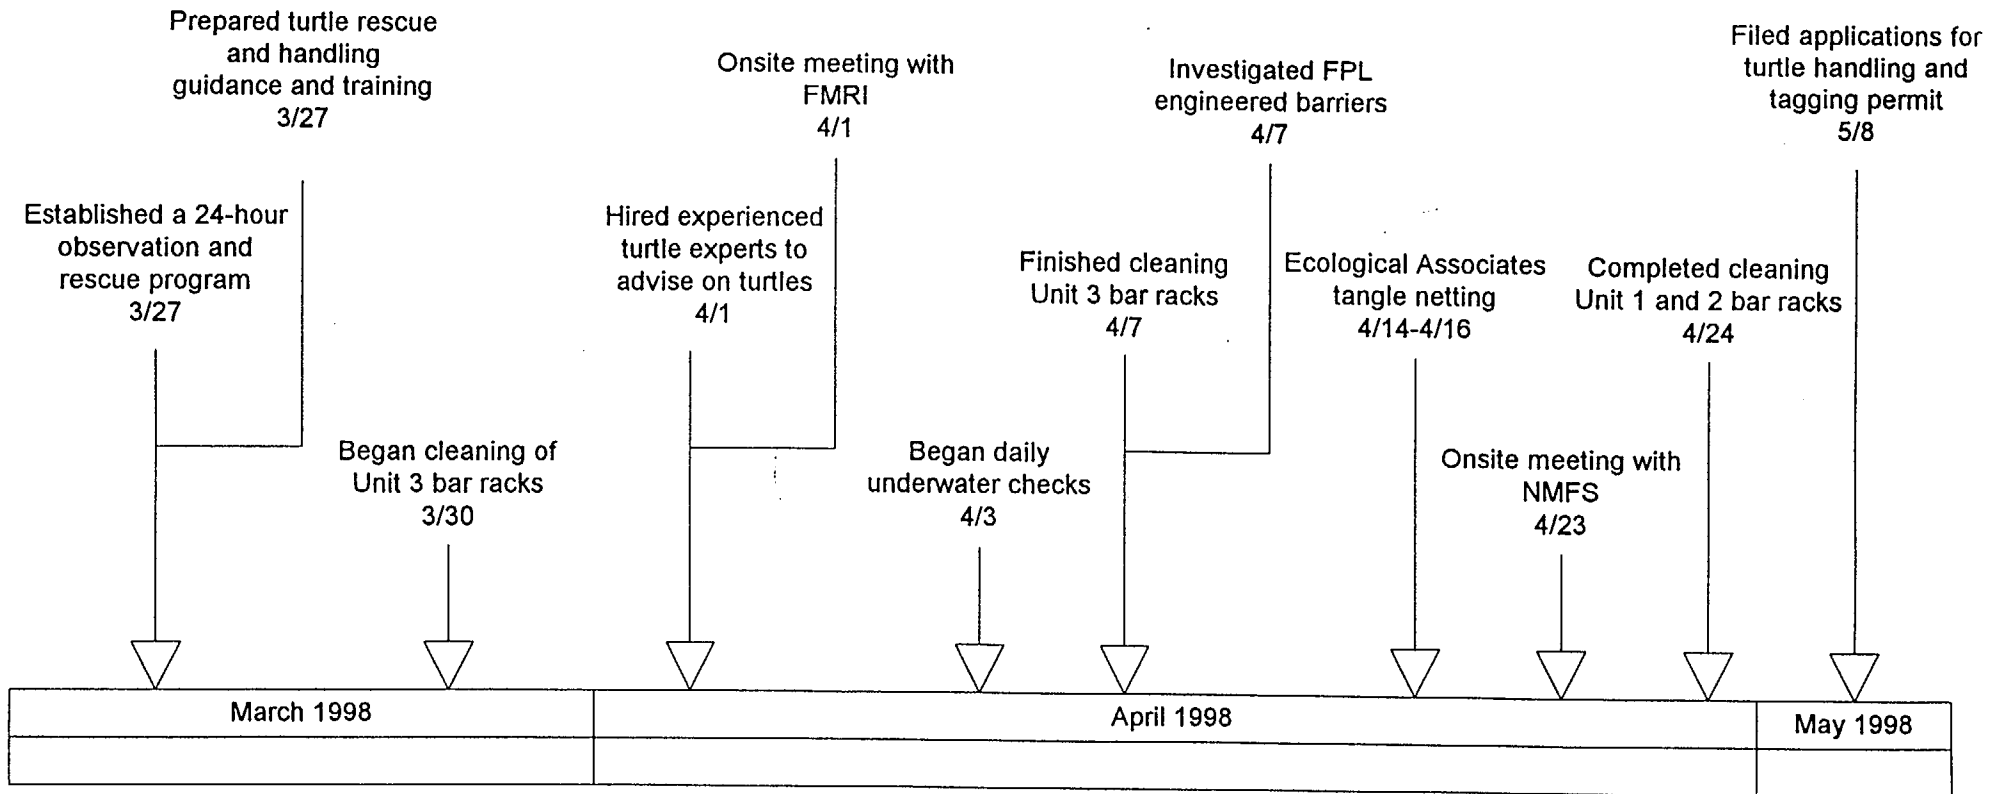 Prepared turtle rescue
and handling
guidance and training
3/27
Established a 24-hour
observation and
rescue program
3/27
Began cleaning of
Unit 3 bar racks
3/30
Onsite meeting with
FMRI
4/1
Hired experienced
turtle experts to
advise on turtles
4/1
Began daily
underwater checks
4/3
Investigated FPL
engineered barriers
4/7
Finished cleaning
Unit 3 bar racks
4/7
Ecological Associates
tangle netting
4/14-4/16
Onsite meeting with
NMFS
4/23
Completed cleaning
Unit 1 and 2 bar racks
4/24
Filed applications for
turtle handling and
tagging permit
5/8
March 1998
April 1998
May 1998